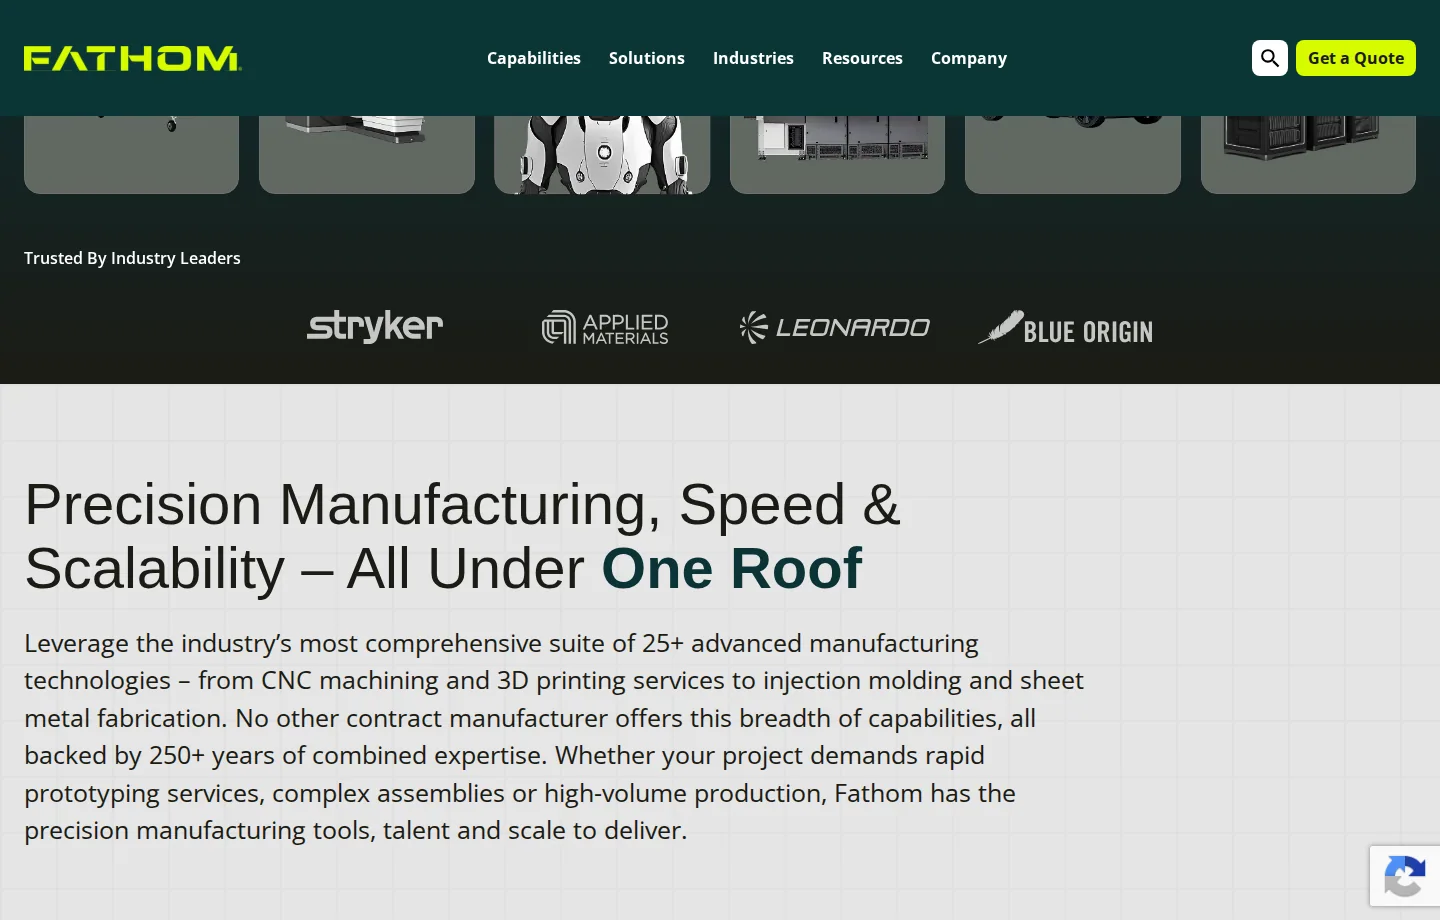 FATHOM
Capabilities
Solutions
Industries
Resources
Company
Get a Quote
Trusted By Industry Leaders
stryker
APPLIED
MATERIALS
LEONARDO
BLUE ORIGIN
Precision Manufacturing, Speed &
Scalability – All Under One Roof
Leverage the industry’s most comprehensive suite of 25+ advanced manufacturing
technologies – from CNC machining and 3D printing services to injection molding and sheet
metal fabrication. No other contract manufacturer offers this breadth of capabilities, all
backed by 250+ years of combined expertise. Whether your project demands rapid
prototyping services, complex assemblies or high-volume production, Fathom has the
precision manufacturing tools, talent and scale to deliver.